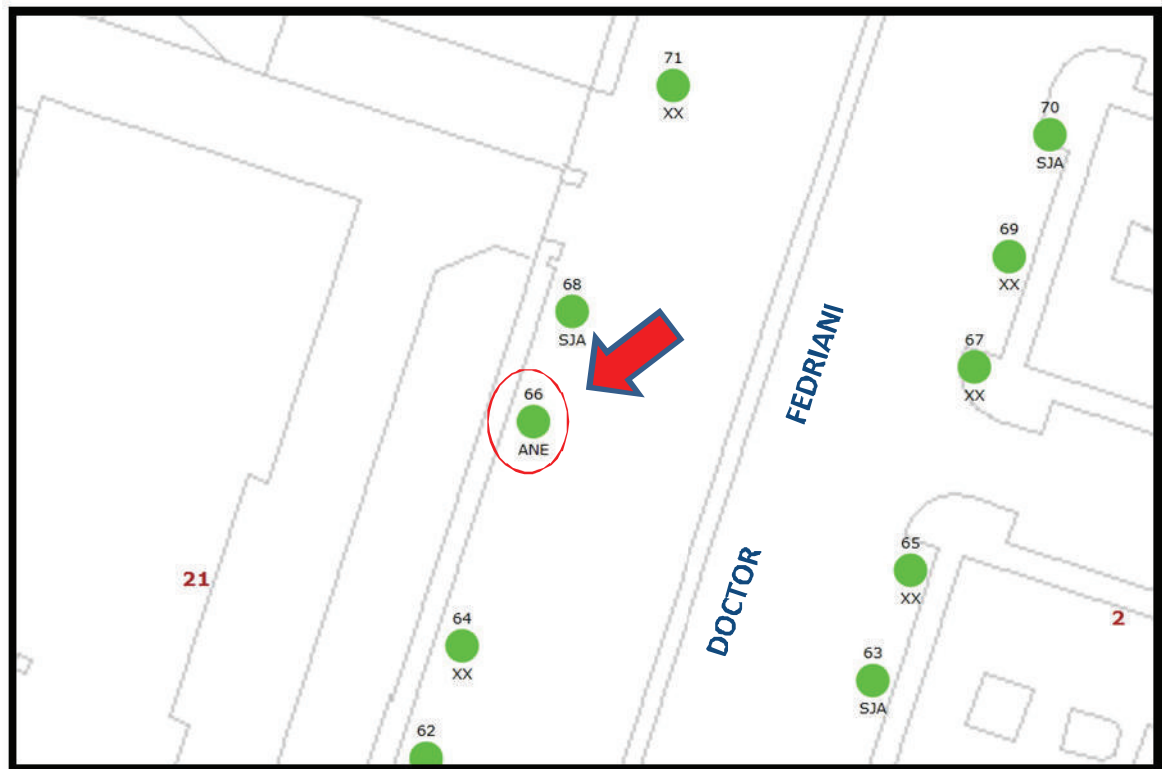 71
XX
70
SJA
69
XX
68
SJA
67
XX
FEDRIANI
66
ANE
65
XX
DOCTOR
21
2
64
XX
63
SJA
62